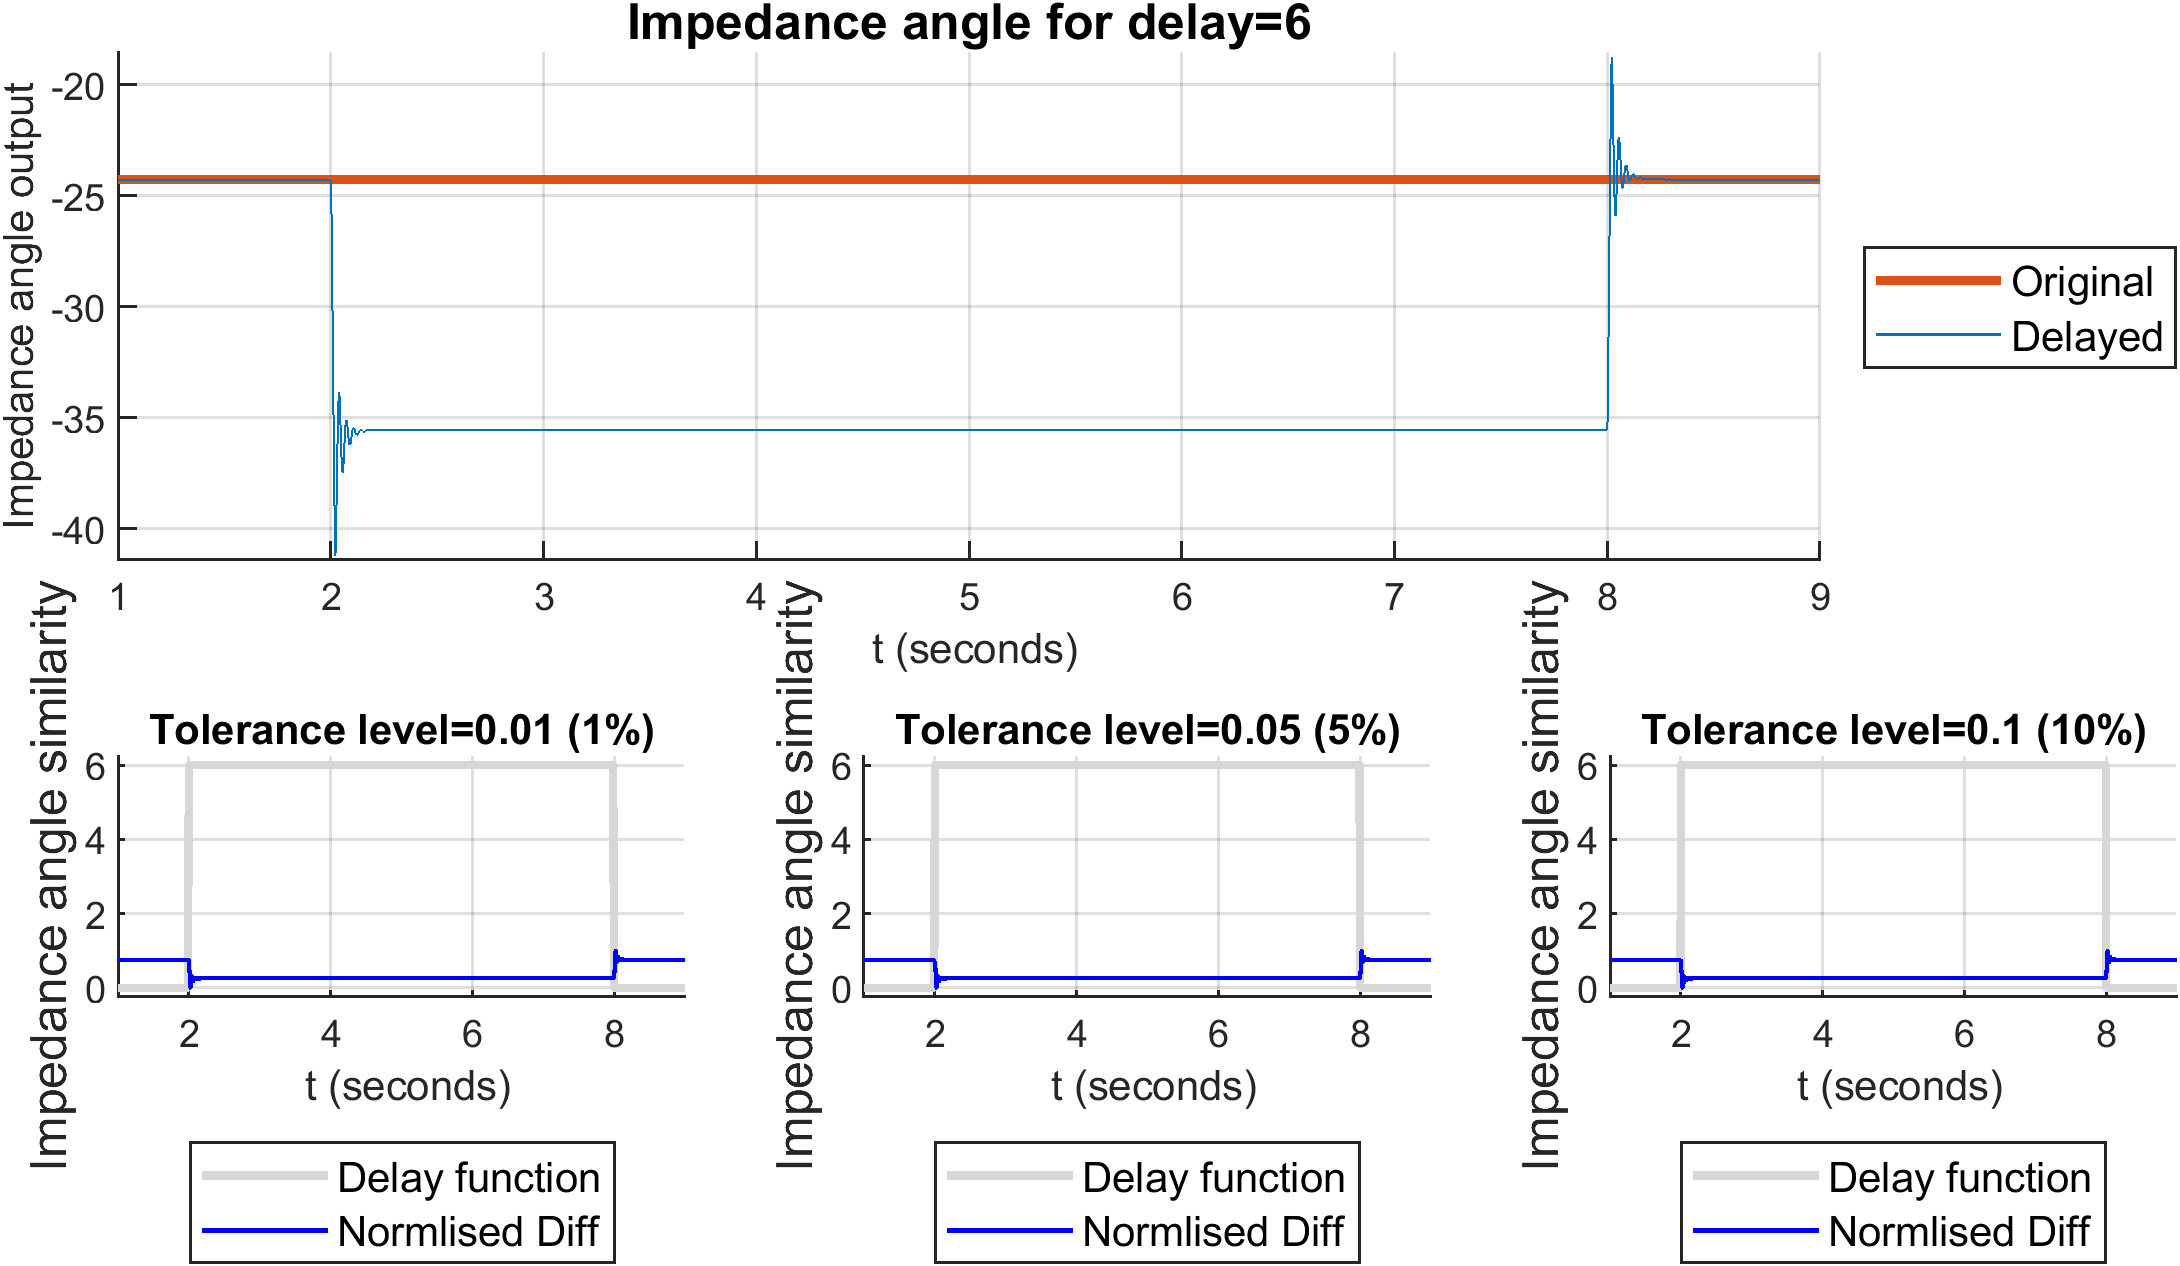 Impedance angle for delay=6
Impedance angle output
-20
-25
-30
-35
-40
1 2 3 4 5 6 7 8 9
t (seconds)
Original
Delayed
Tolerance level=0.01 (1%)
Impedance angle similarity
6
4
2
0
2 4 6 8
t (seconds)
Delay function
Normlised Diff
Tolerance level=0.05 (5%)
Impedance angle similarity
6
4
2
0
2 4 6 8
t (seconds)
Delay function
Normlised Diff
Tolerance level=0.1 (10%)
Impedance angle similarity
6
4
2
0
2 4 6 8
t (seconds)
Delay function
Normlised Diff